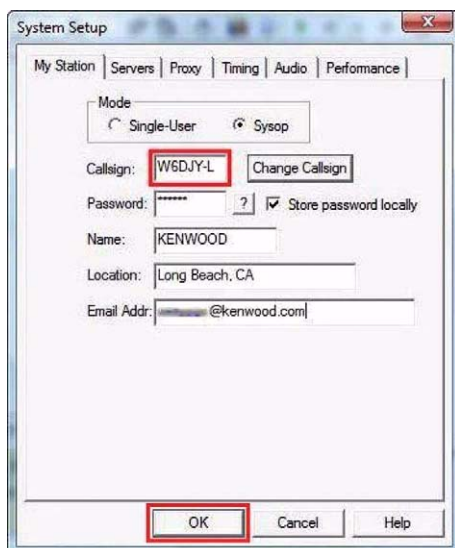 System Setup
My Station Servers Proxy Timing Audio Performance
Mode
Single-User Sysop
Callsign: W6DJY-L Change Callsign
Password: ****** ? Store password locally
Name: KENWOOD
Location: Long Beach, CA
Email Addr: @kenwood.com
OK Cancel Help